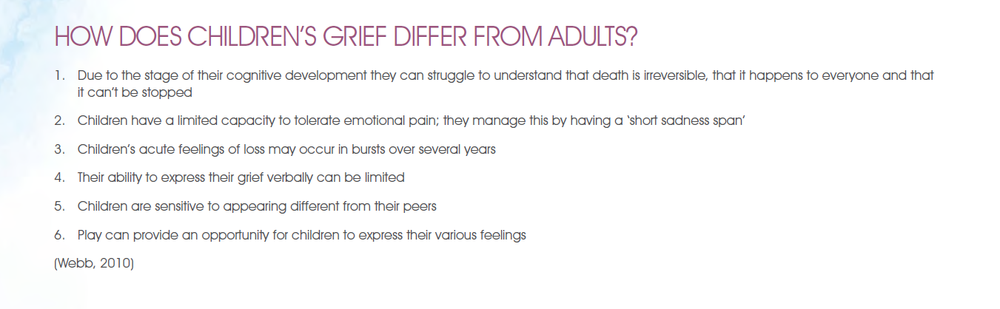 HOW DOES CHILDREN'S GRIEF DIFFER FROM ADULTS?
1. Due to the stage of their cognitive development they can struggle to understand that death is irreversible, that it happens to everyone and that
it can't be stopped
2. Children have a limited capacity to tolerate emotional pain; they manage this by having a 'short sadness span'
3. Children's acute feelings of loss may occur in bursts over several years
4. Their ability to express their grief verbally can be limited
5. Children are sensitive to appearing different from their peers
6. Play can provide an opportunity for children to express their various feelings
(Webb, 2010)